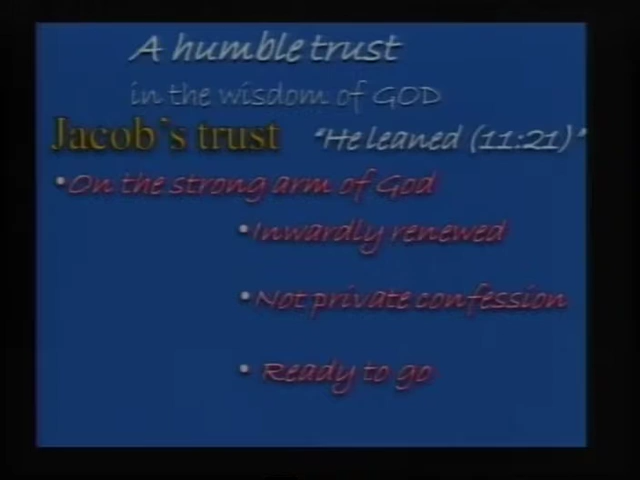 A humble trust
in the wisdom of GOD
Jacob's trust "He leaned (11:21)"
•On the strong arm of God
•Inwardly renewed
•Not private confession
• Ready to go